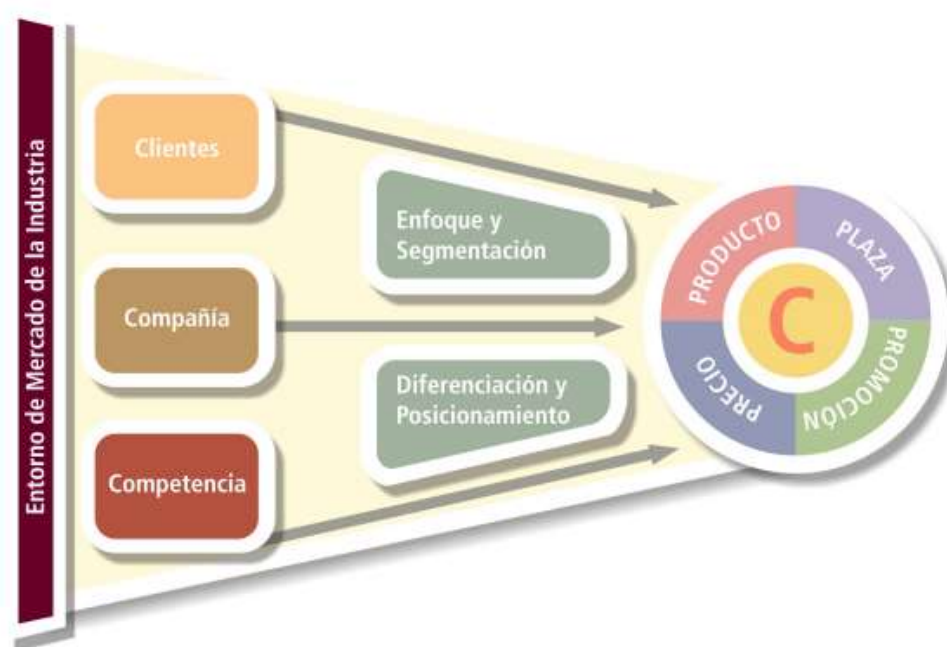 Entorno de Mercado de la Industria
Clientes
Compañía
Competencia
Enfoque y
Segmentación
Diferenciación y
Posicionamiento
PRODUCTO
PLAZA
PRECIO
PROMOCIÓN
C